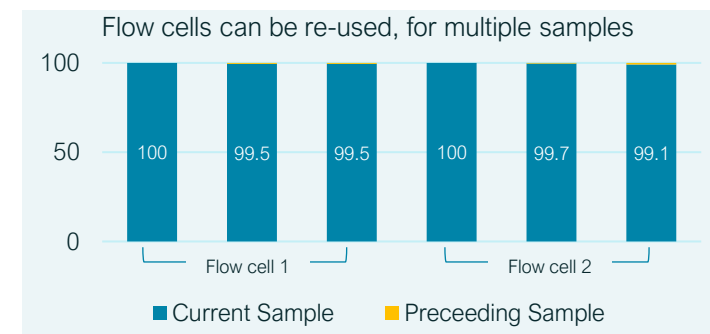 Flow cells can be re-used, for multiple samples
100
50
0
100 99.5 99.5 100 99.7 99.1
Flow cell 1 Flow cell 2
Current Sample Preceeding Sample